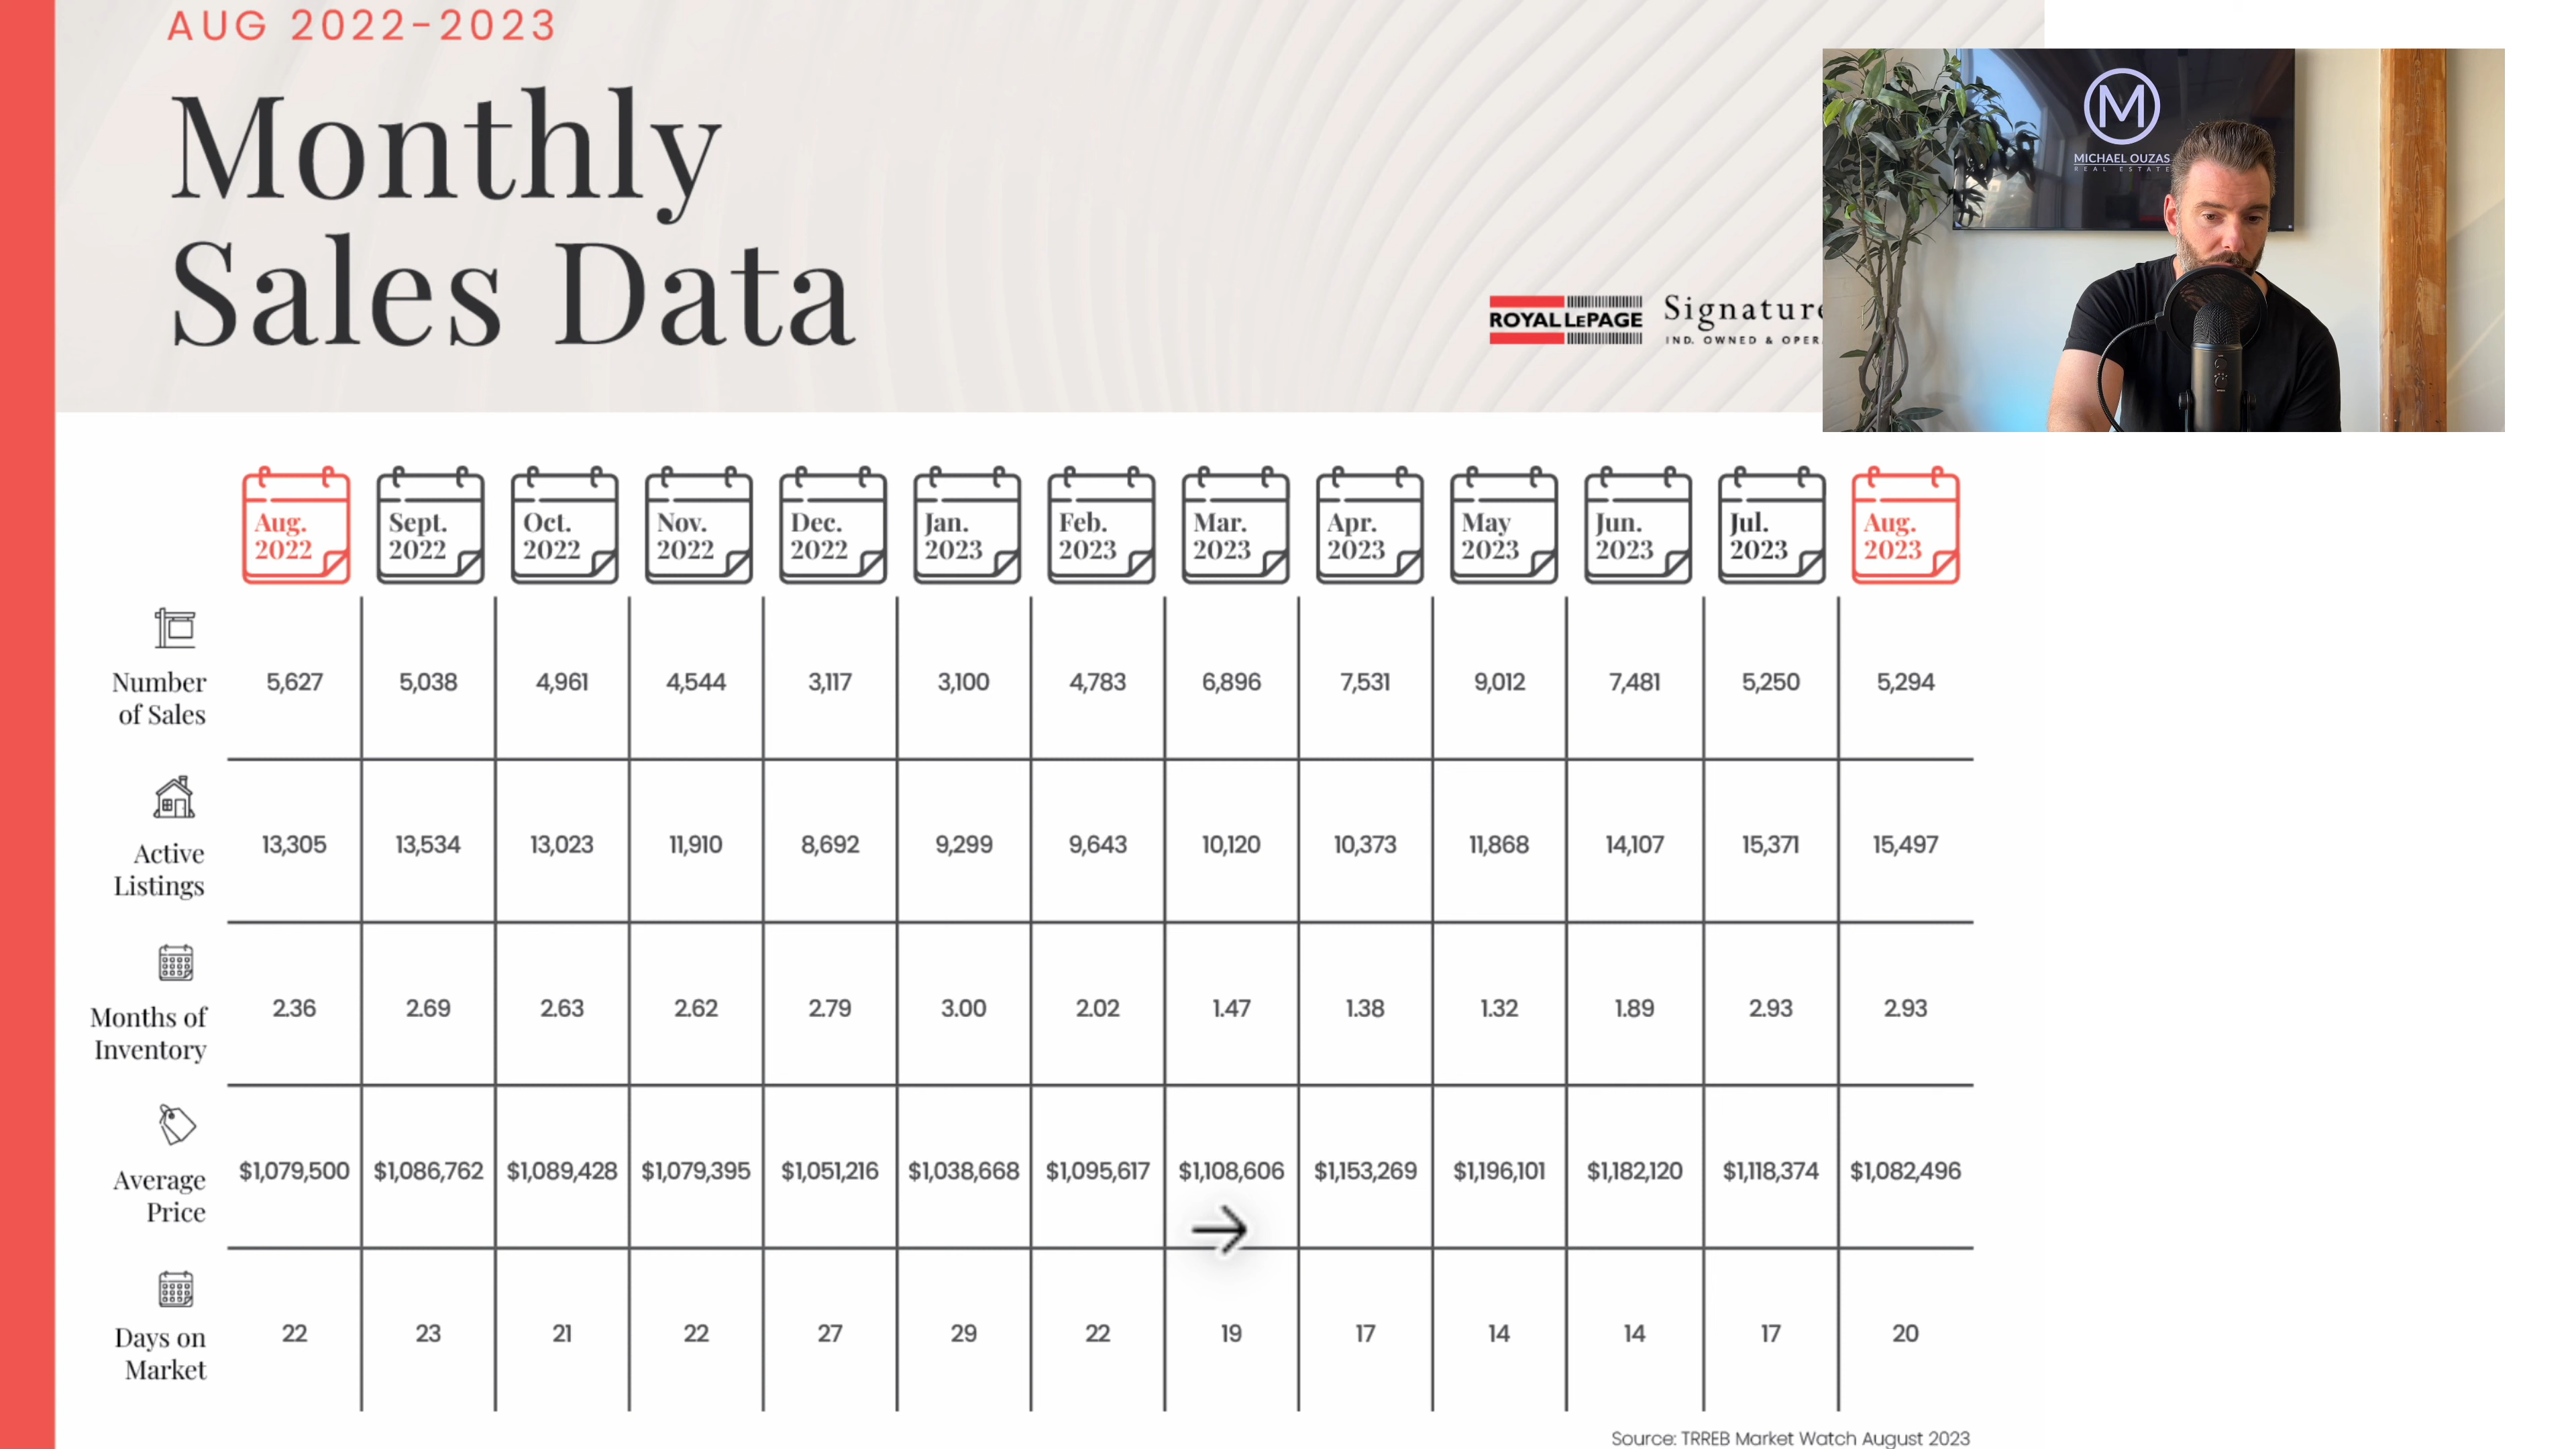 AUG 2022-2023
Monthly
Sales Data
ROYAL LEPAGE
Signature
IND. OWNED & OPER
M
MICHAEL OUZAS
REAL ESTATE
Aug. 2022 Sept. 2022 Oct. 2022 Nov. 2022 Dec. 2022 Jan. 2023 Feb. 2023 Mar. 2023 Apr. 2023 May 2023 Jun. 2023 Jul. 2023 Aug. 2023
Number of Sales 5,627 5,038 4,961 4,544 3,117 3,100 4,783 6,896 7,531 9,012 7,481 5,250 5,294
Active Listings 13,305 13,534 13,023 11,910 8,692 9,299 9,643 10,120 10,373 11,868 14,107 15,371 15,497
Months of Inventory 2.36 2.69 2.63 2.62 2.79 3.00 2.02 1.47 1.38 1.32 1.89 2.93 2.93
Average Price $1,079,500 $1,086,762 $1,089,428 $1,079,395 $1,051,216 $1,038,668 $1,095,617 $1,108,606 $1,153,269 $1,196,101 $1,182,120 $1,118,374 $1,082,496
Days on Market 22 23 21 22 27 29 22 19 17 14 14 17 20
Source: TRREB Market Watch August 2023